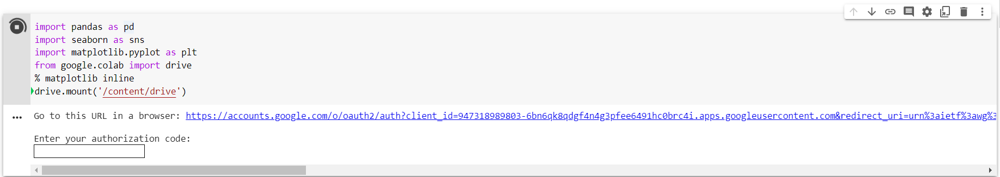 import pandas as pd
import seaborn as sns
import matplotlib.pyplot as plt
from google.colab import drive
% matplotlib inline
drive.mount('/content/drive')
Go to this URL in a browser: https://accounts.google.com/o/oauth2/auth?client_id=947318989803-6bn6qk8qdgf4n4g3pfee6491hc0brc4i.apps.googleusercontent.com&redirect_uri=urn%3aietf%3awg%3
Enter your authorization code: